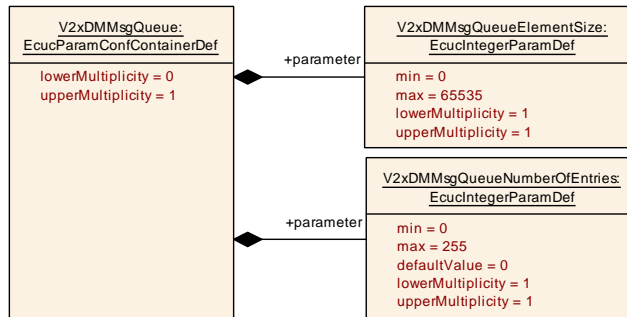 V2xDMMsgQueue:
EcucParamConfContainerDef
lowerMultiplicity = 0
upperMultiplicity = 1
+parameter
V2xDMMsgQueueElementSize:
EcucIntegerParamDef
min = 0
max = 65535
lowerMultiplicity = 1
upperMultiplicity = 1
+parameter
V2xDMMsgQueueNumberOfEntries:
EcucIntegerParamDef
min = 0
max = 255
defaultValue = 0
lowerMultiplicity = 1
upperMultiplicity = 1